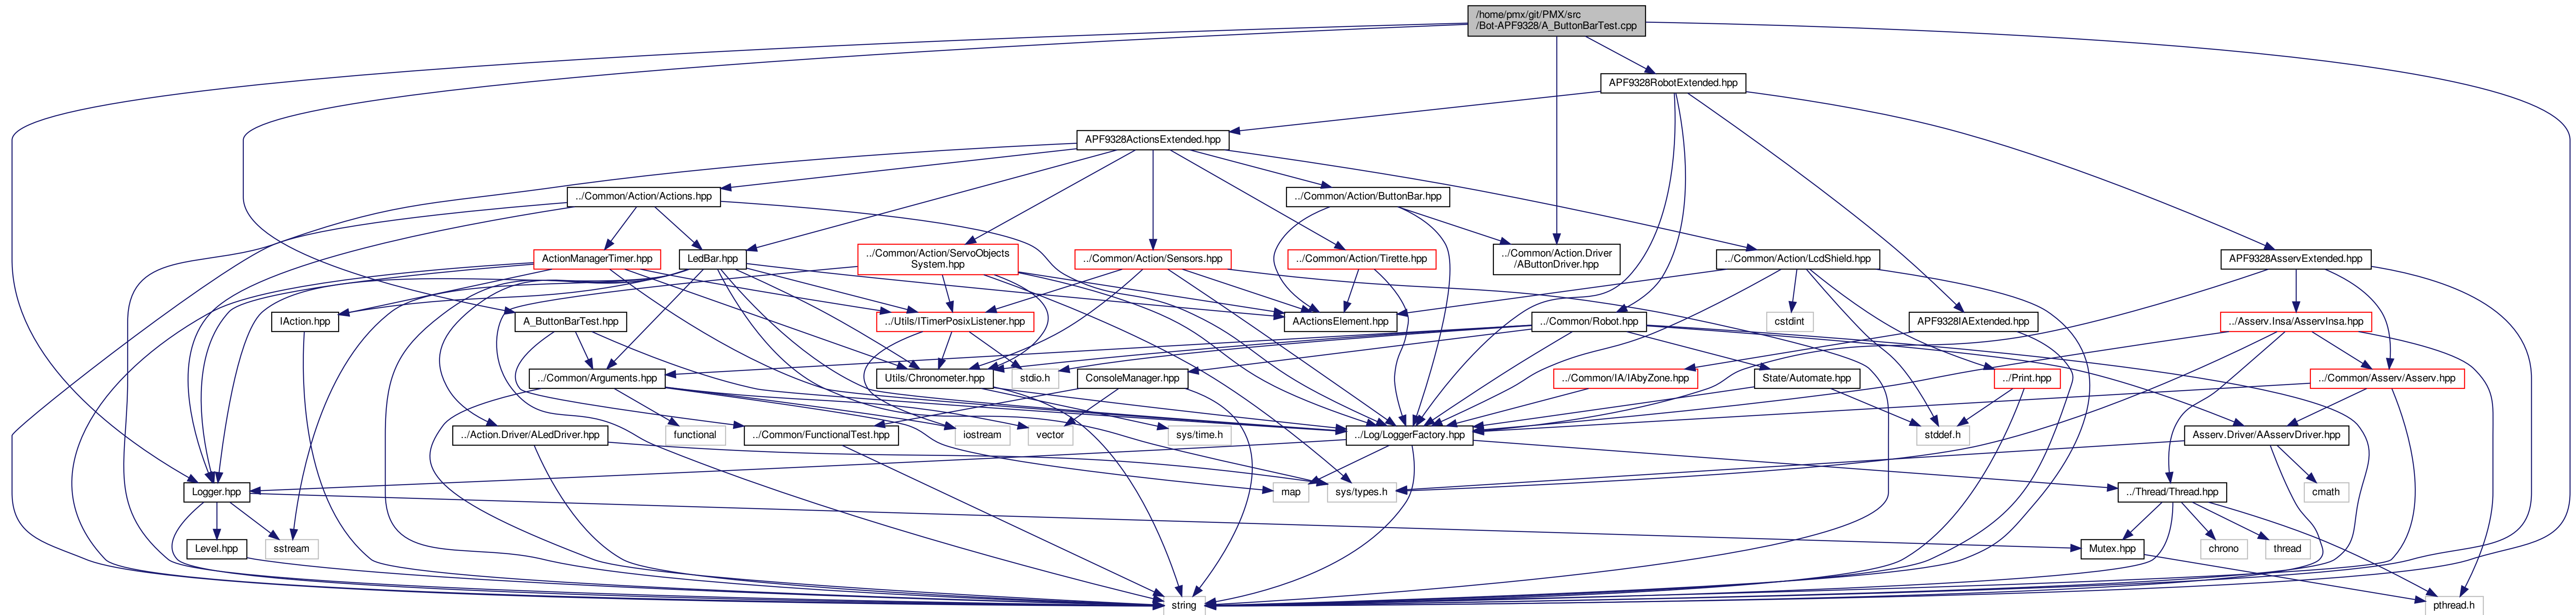 /home/pmx/git/PMX/src
/Bot-APF9328/A_ButtonBarTest.cpp
APF9328RobotExtended.hpp
APF9328ActionsExtended.hpp
../Common/Action/Actions.hpp
../Common/Action/ButtonBar.hpp
ActionManagerTimer.hpp
LedBar.hpp
../Common/Action/ServoObjects
System.hpp
../Common/Action/Sensors.hpp
../Common/Action/Tirette.hpp
../Common/Action.Driver
/AButtonDriver.hpp
../Common/Action/LcdShield.hpp
APF9328AsservExtended.hpp
IAction.hpp
A_ButtonBarTest.hpp
../Utils/ITimerPosixListener.hpp
AActionsElement.hpp
../Common/Robot.hpp
cstdint
APF9328IAExtended.hpp
../Asserv.Insa/AsservInsa.hpp
../Common/Arguments.hpp
Utils/Chronometer.hpp
stdio.h
ConsoleManager.hpp
../Common/IA/IAbyZone.hpp
State/Automate.hpp
../Print.hpp
../Common/Asserv/Asserv.hpp
../Action.Driver/ALedDriver.hpp
functional
../Common/FunctionalTest.hpp
iostream
vector
sys/time.h
../Log/LoggerFactory.hpp
stddef.h
Asserv.Driver/AAsservDriver.hpp
Logger.hpp
map
sys/types.h
../Thread/Thread.hpp
cmath
Level.hpp
sstream
Mutex.hpp
chrono
thread
string
pthread.h